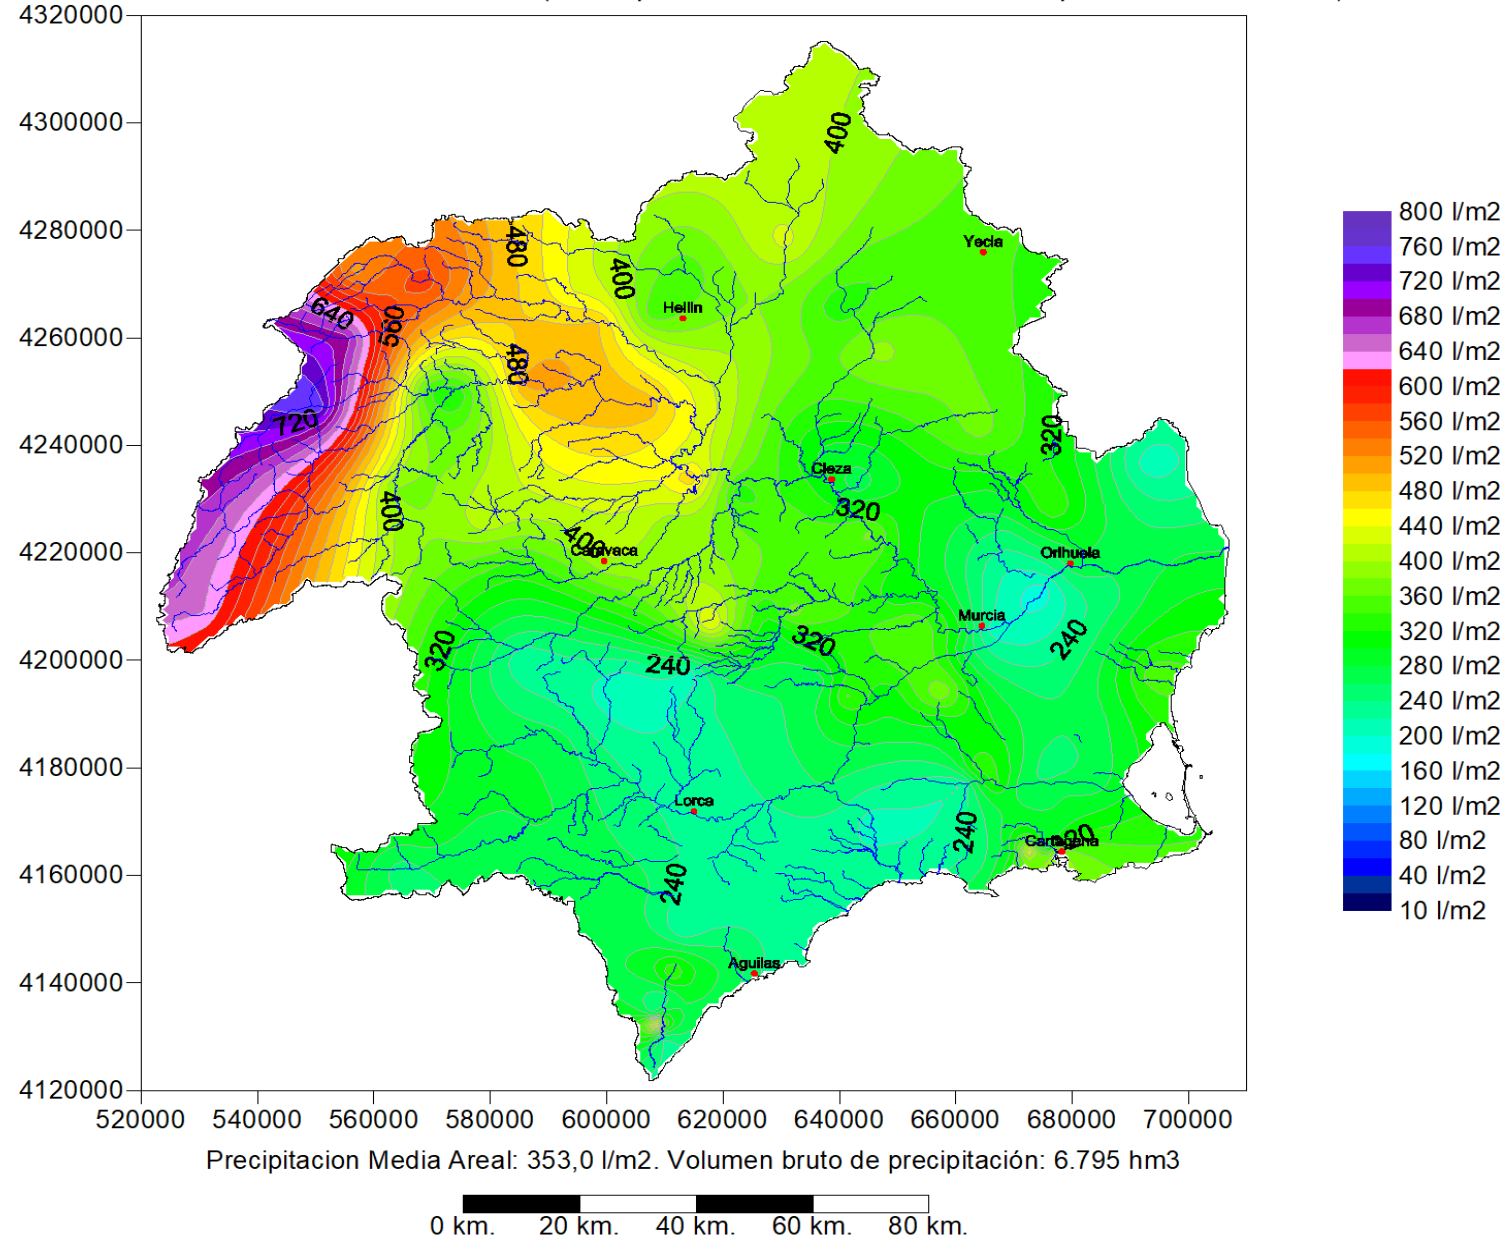 4320000
4300000
400
4280000
480
Yecla
400
Hellin
640
560
4260000
480
720
320
4240000
Cieza
400
320
400
Caravaca
4220000
Orihuela
Murcia
320
320
240
4200000
240
4180000
Lorca
240
320
Cartagena
4160000
240
Aguilas
4140000
4120000
520000 540000 560000 580000 600000 620000 640000 660000 680000 700000
800 l/m2
760 l/m2
720 l/m2
680 l/m2
640 l/m2
600 l/m2
560 l/m2
520 l/m2
480 l/m2
440 l/m2
400 l/m2
360 l/m2
320 l/m2
280 l/m2
240 l/m2
200 l/m2
160 l/m2
120 l/m2
80 l/m2
40 l/m2
10 l/m2
Precipitacion Media Areal: 353,0 l/m2. Volumen bruto de precipitación: 6.795 hm3
0 km. 20 km. 40 km. 60 km. 80 km.